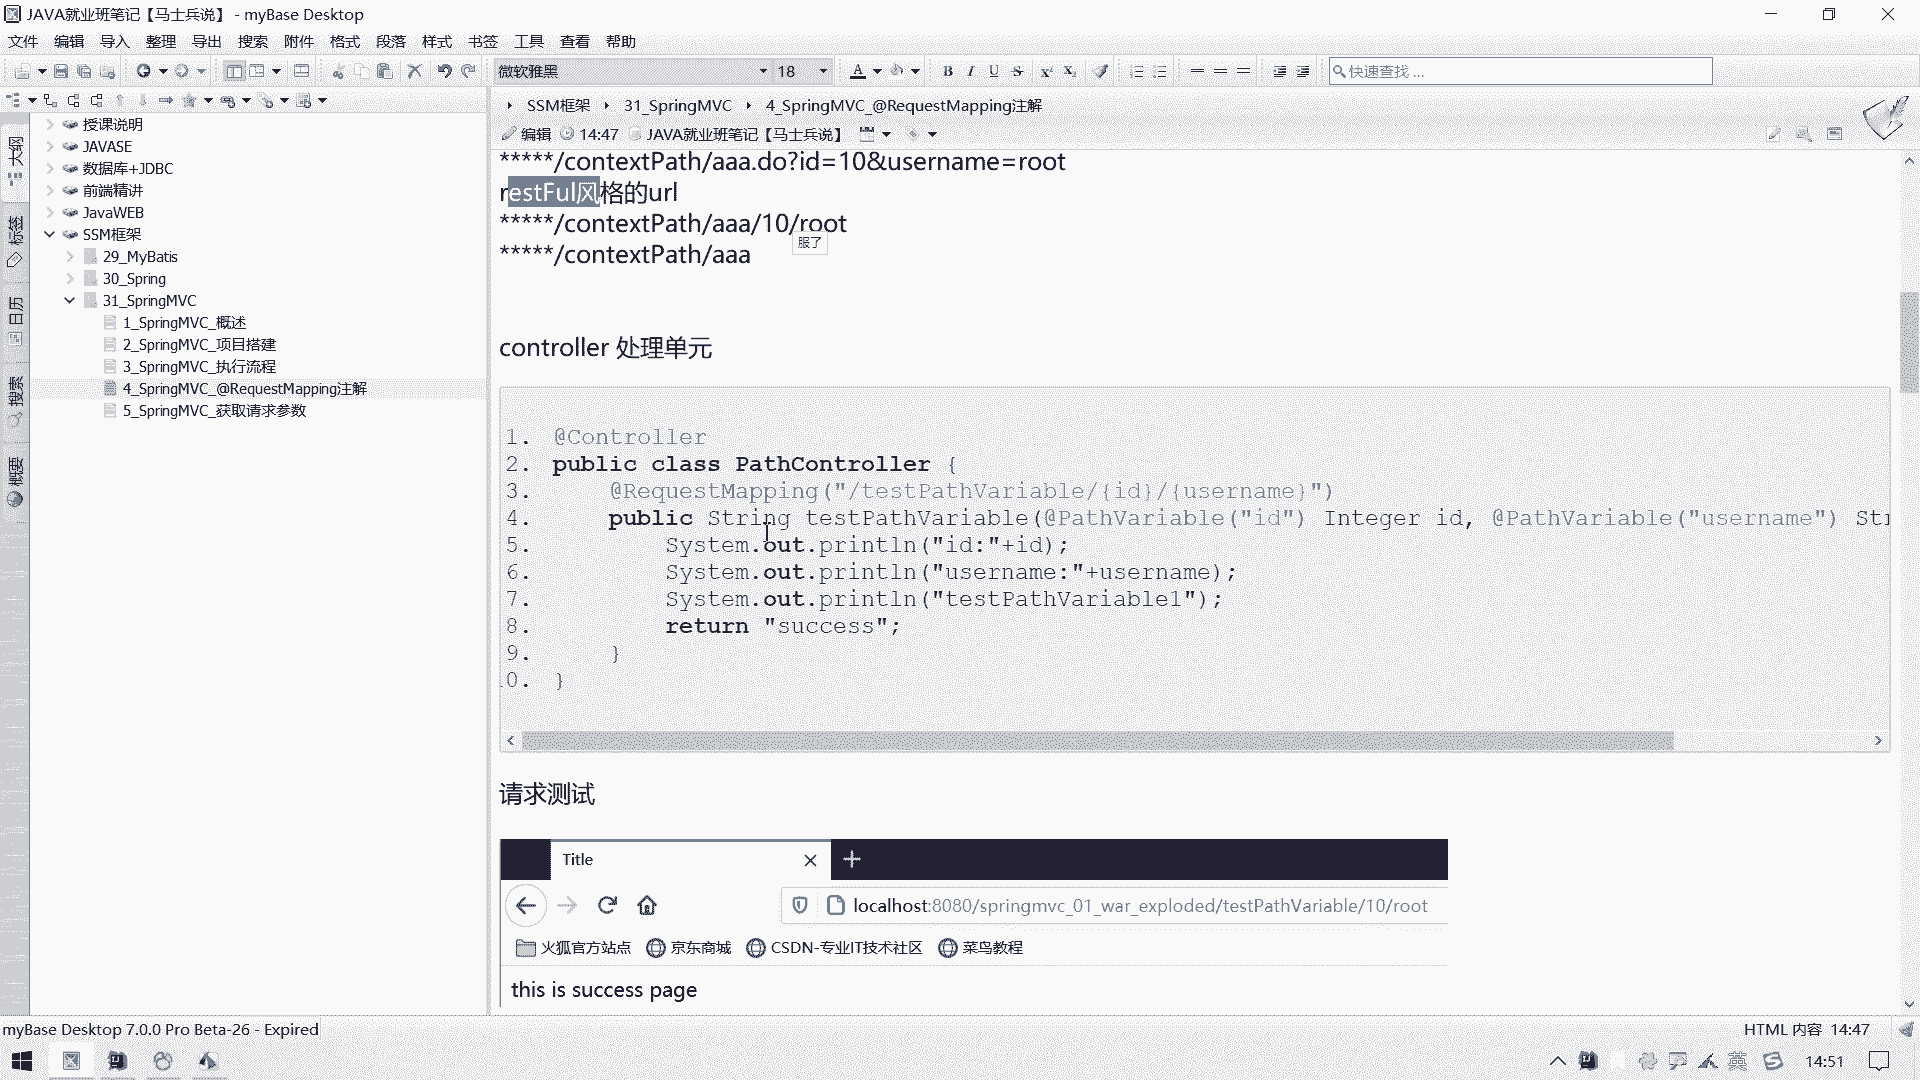 JAVA就业班笔记【马士兵说】 - myBase Desktop
文件 编辑 导入 整理 导出 搜索 附件 格式 段落 样式 书签 工具 查看 帮助
微软雅黑 18 A B I U S x² X₂ 快速查找 ...
大纲
标签
日历
搜索
概要
授课说明
JAVASE
数据库+JDBC
前端精讲
JavaWEB
SSM框架
29_MyBatis
30_Spring
31_SpringMVC
1_SpringMVC_概述
2_SpringMVC_项目搭建
3_SpringMVC_执行流程
4_SpringMVC_@RequestMapping注解
5_SpringMVC_获取请求参数
SSM框架 31_SpringMVC 4_SpringMVC_@RequestMapping注解
编辑 14:47 JAVA就业班笔记【马士兵说】
*****/contextPath/aaa.do?id=10&username=root
restFul风格的url
*****/contextPath/aaa/10/root
服了
*****/contextPath/aaa
controller 处理单元
1. @Controller
2. public class PathController {
3. @RequestMapping("/testPathVariable/{id}/{username}")
4. public String testPathVariable(@PathVariable("id") Integer id, @PathVariable("username") Str
5. System.out.println("id:"+id);
6. System.out.println("username:"+username);
7. System.out.println("testPathVariable1");
8. return "success";
9. }
0. }
请求测试
Title
localhost:8080/springmvc_01_war_exploded/testPathVariable/10/root
火狐官方站点 京东商城 CSDN-专业IT技术社区 菜鸟教程
this is success page
myBase Desktop 7.0.0 Pro Beta-26 - Expired
HTML 内容 14:47
英 14:51